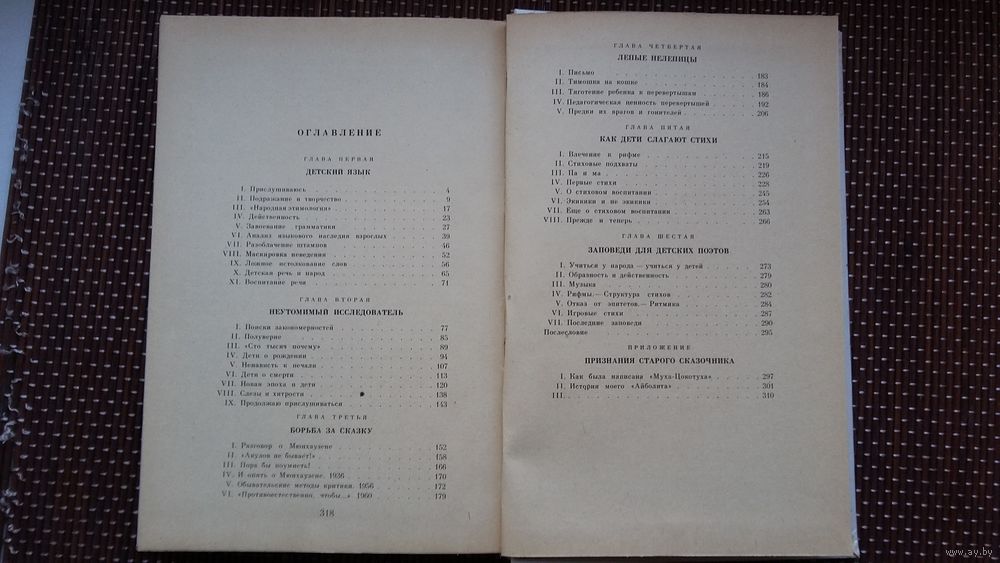 ОГЛАВЛЕНИЕ
ГЛАВА ПЕРВАЯ
ДЕТСКИЙ ЯЗЫК
I. Прислушиваюсь 4
II. Подражание и творчество 9
III. «Народная этимология» 17
IV. Действенность 23
V. Завоевание грамматики 27
VI. Анализ языкового наследия взрослых 39
VII. Разоблачение штампов 46
VIII. Маскировка неведения 52
IX. Ложное истолкование слов 56
X. Детская речь и народ 65
XI. Воспитание речи 71
ГЛАВА ВТОРАЯ
НЕУТОМИМЫЙ ИССЛЕДОВАТЕЛЬ
I. Поиски закономерностей 77
II. Полуверие 85
III. «Сто тысяч почему» 89
IV. Дети о рождении 94
V. Ненависть к печали 107
VI. Дети о смерти 113
VII. Новая эпоха и дети 120
VIII. Слезы и хитрости 138
IX. Продолжаю прислушиваться 143
ГЛАВА ТРЕТЬЯ
БОРЬБА ЗА СКАЗКУ
I. Разговор о Мюнхаузене 152
II. «Акулов не бывает!» 158
III. Пора бы поумнеть! 166
IV. И опять о Мюнхаузене. 1936 170
V. Обывательские методы критики. 1956 172
VI. «Противоестественно, чтобы...» 1960 179
318
ГЛАВА ЧЕТВЕРТАЯ
ЛЕПЫЕ НЕЛЕПИЦЫ
I. Письмо 183
II. Тимошка на кошке 184
III. Тяготение ребенка к перевертышам 186
IV. Педагогическая ценность перевертышей 192
V. Предки их врагов и гонителей 206
ГЛАВА ПЯТАЯ
КАК ДЕТИ СЛАГАЮТ СТИХИ
I. Влечение к рифме 215
II. Стиховые подхваты 219
III. Па и ма 226
IV. Первые стихи 228
V. О стиховом воспитании 245
VI. Экикики и не экикики 254
VII. Еще о стиховом воспитании 263
VIII. Прежде и теперь 266
ГЛАВА ШЕСТАЯ
ЗАПОВЕДИ ДЛЯ ДЕТСКИХ ПОЭТОВ
I. Учиться у народа — учиться у детей 273
II. Образность и действенность 279
III. Музыка 280
IV. Рифмы.— Структура стихов 282
V. Отказ от эпитетов.— Ритмика 284
VI. Игровые стихи 287
VII. Последние заповеди 290
Послесловие 295
ПРИЛОЖЕНИЕ
ПРИЗНАНИЯ СТАРОГО СКАЗОЧНИКА
I. Как была написана «Муха-Цокотуха» 297
II. История моего «Айболита» 301
III. 310
www.ay.by